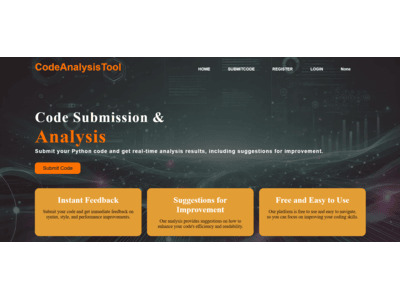 CodeAnalysisTool
HOME SUBMITCODE REGISTER LOGIN None
Code Submission &
Analysis
Submit your Python code and get real-time analysis results, including suggestions for improvement.
Submit Code
Instant Feedback
Submit your code and get immediate feedback on
syntax, style, and performance improvements.
Suggestions for
Improvement
Our analysis provides suggestions on how to
enhance your code's efficiency and readability.
Free and Easy to Use
Our platform is free to use and easy to navigate,
so you can focus on improving your coding skills.